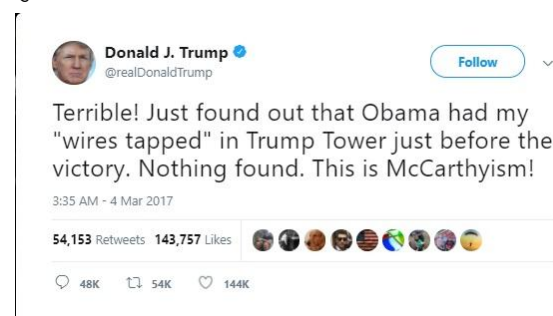 Donald J. Trump
@realDonaldTrump
Follow
Terrible! Just found out that Obama had my
"wires tapped" in Trump Tower just before the
victory. Nothing found. This is McCarthyism!
3:35 AM - 4 Mar 2017
54,153 Retweets 143,757 Likes
48K 54K 144K